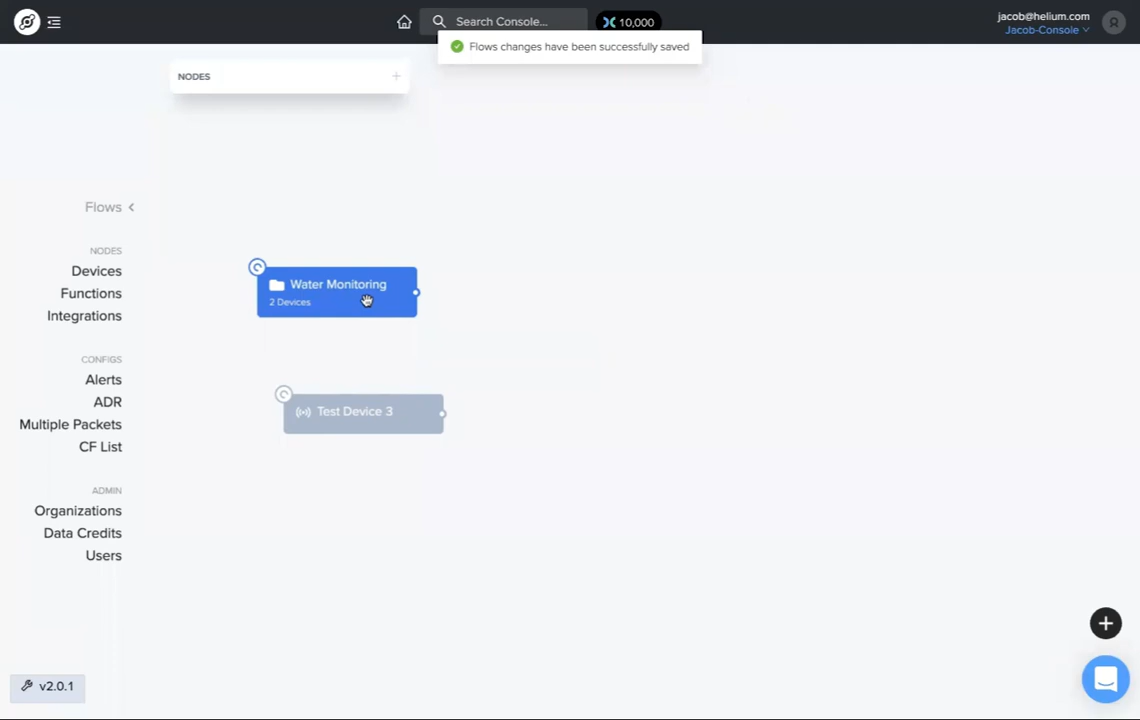 Search Console...
10,000
jacob@helium.com
Jacob-Console
Flows changes have been successfully saved
NODES
Flows
NODES
Devices
Functions
Integrations
CONFIGS
Alerts
ADR
Multiple Packets
CF List
ADMIN
Organizations
Data Credits
Users
Water Monitoring
2 Devices
Test Device 3
v2.0.1